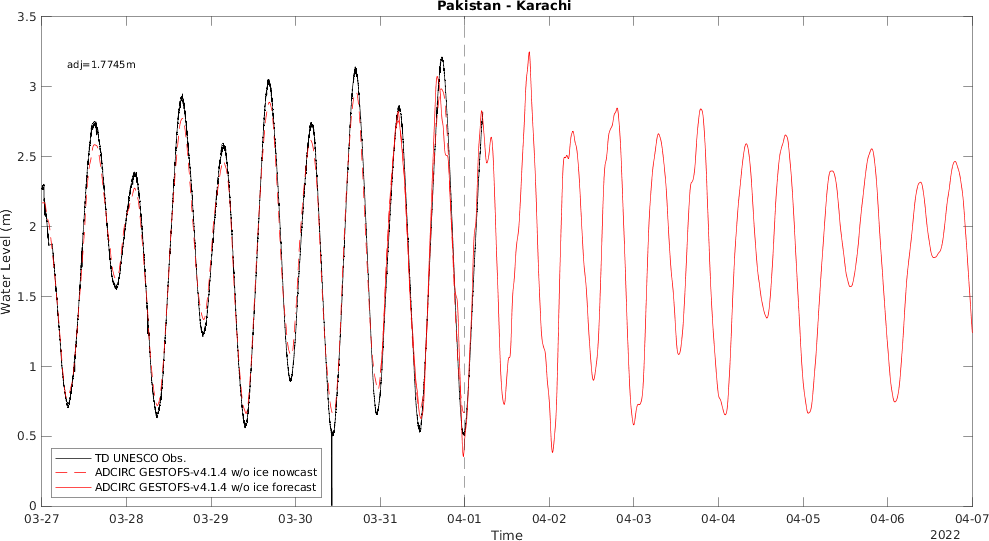 Pakistan - Karachi
adj=1.7745m
Water Level (m)
3.5
3
2.5
2
1.5
1
0.5
0
TD UNESCO Obs.
ADCIRC GESTOFS-v4.1.4 w/o ice nowcast
ADCIRC GESTOFS-v4.1.4 w/o ice forecast
03-27 03-28 03-29 03-30 03-31 04-01 04-02 04-03 04-04 04-05 04-06 04-07
Time
2022